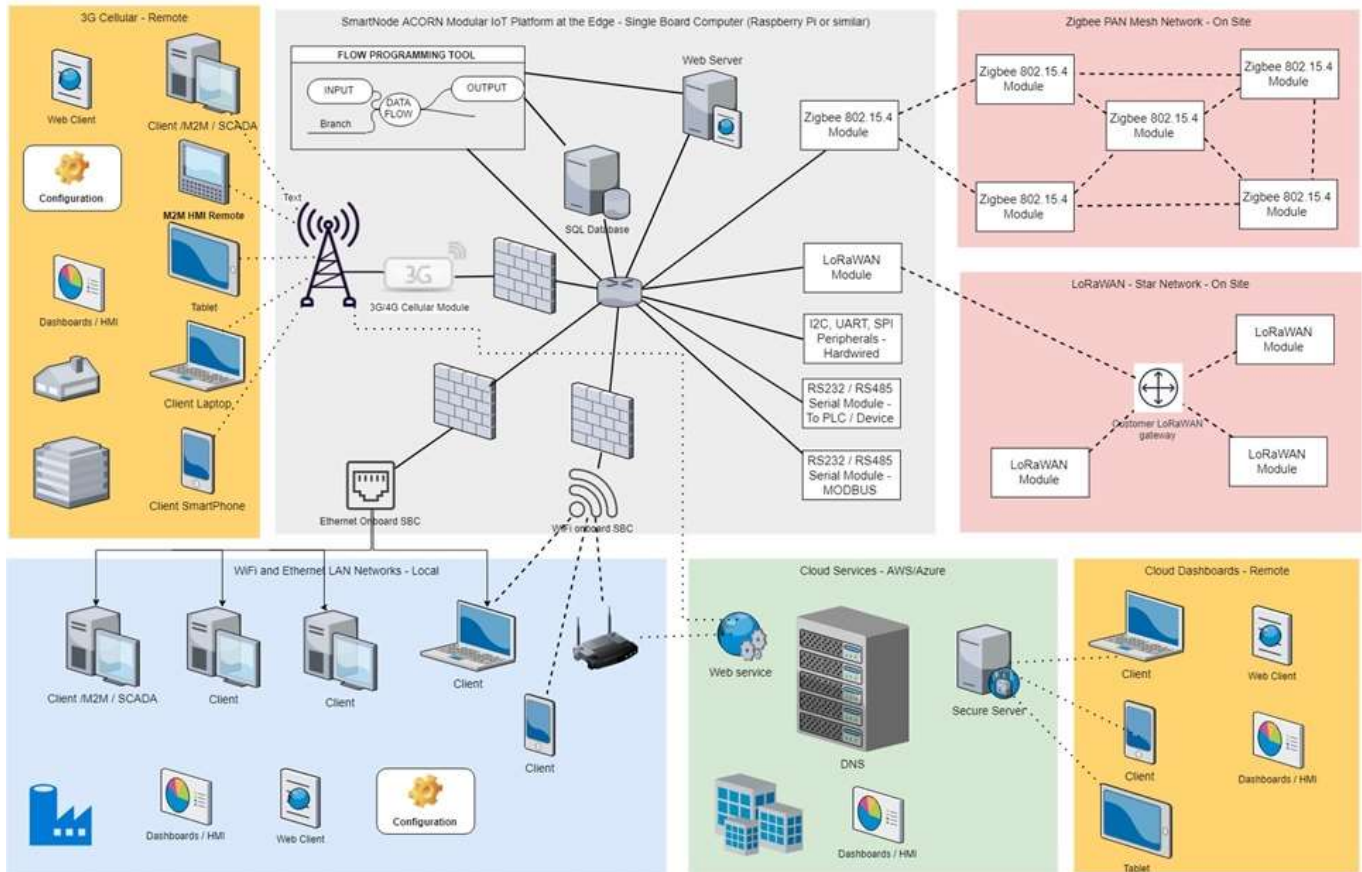 3G Cellular - Remote
Web Client
Client /M2M / SCADA
Configuration
M2M HMI Remote
Dashboards / HMI
Tablet
Client Laptop
Client SmartPhone
SmartNode ACORN Modular IoT Platform at the Edge - Single Board Computer (Raspberry Pi or similar)
FLOW PROGRAMMING TOOL
INPUT
OUTPUT
DATA
FLOW
Branch
Web Server
SQL Database
Text
3G
3G/4G Cellular Module
Zigbee 802.15.4
Module
LoRaWAN
Module
I2C, UART, SPI
Peripherals -
Hardwired
RS232 / RS485
Serial Module -
To PLC / Device
RS232 / RS485
Serial Module -
MODBUS
Ethernet Onboard SBC
WiFi onboard SBC
Zigbee PAN Mesh Network - On Site
Zigbee 802.15.4
Module
Zigbee 802.15.4
Module
Zigbee 802.15.4
Module
Zigbee 802.15.4
Module
Zigbee 802.15.4
Module
LoRaWAN - Star Network - On Site
LoRaWAN
Module
Customer LoRaWAN
gateway
LoRaWAN
Module
LoRaWAN
Module
WiFi and Ethernet LAN Networks - Local
Client /M2M / SCADA
Client
Client
Client
Client
Dashboards / HMI
Web Client
Configuration
Cloud Services - AWS/Azure
Web service
DNS
Secure Server
Dashboards / HMI
Cloud Dashboards - Remote
Client
Web Client
Client
Dashboards / HMI
Tablet